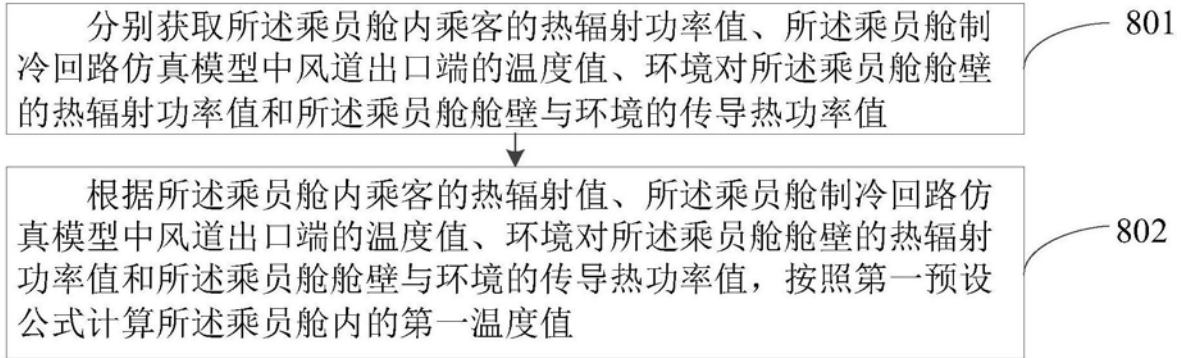 分别获取所述乘员舱内乘客的热辐射功率值、所述乘员舱制
801
冷回路仿真模型中风道出口端的温度值、环境对所述乘员舱舱壁
的热辐射功率值和所述乘员舱舱壁与环境的传导热功率值
根据所述乘员舱内乘客的热辐射值、所述乘员舱制冷回路仿
真模型中风道出口端的温度值、环境对所述乘员舱舱壁的热辐射
802
功率值和所述乘员舱舱壁与环境的传导热功率值，按照第一预设
公式计算所述乘员舱内的第一温度值